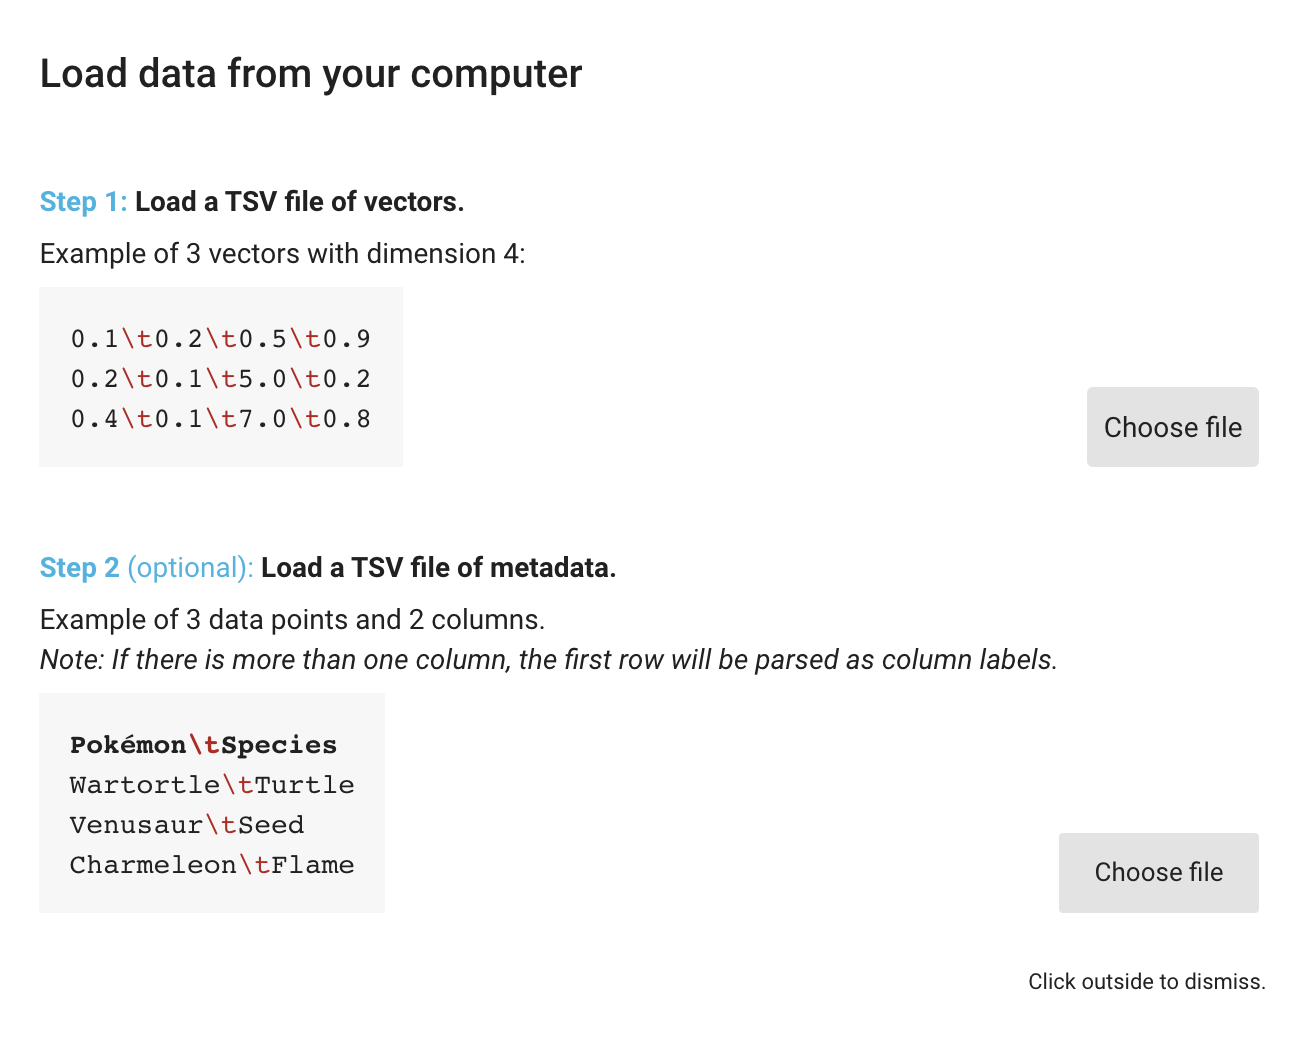 Load data from your computer
Step 1: Load a TSV file of vectors.
Example of 3 vectors with dimension 4:
0.1\t0.2\t0.5\t0.9
0.2\t0.1\t5.0\t0.2
0.4\t0.1\t7.0\t0.8
Choose file
Step 2 (optional): Load a TSV file of metadata.
Example of 3 data points and 2 columns.
Note: If there is more than one column, the first row will be parsed as column labels.
Pokémon\tSpecies
Wartortle\tTurtle
Venusaur\tSeed
Charmeleon\tFlame
Choose file
Click outside to dismiss.